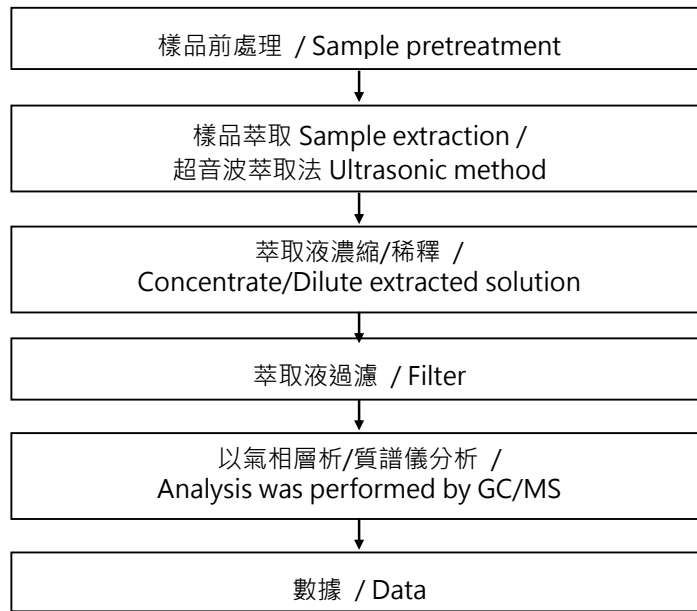 樣品前處理 / Sample pretreatment
樣品萃取 Sample extraction /
超音波萃取法 Ultrasonic method
萃取液濃縮/稀釋 /
Concentrate/Dilute extracted solution
萃取液過濾 / Filter
以氣相層析/質譜儀分析 /
Analysis was performed by GC/MS
數據 / Data